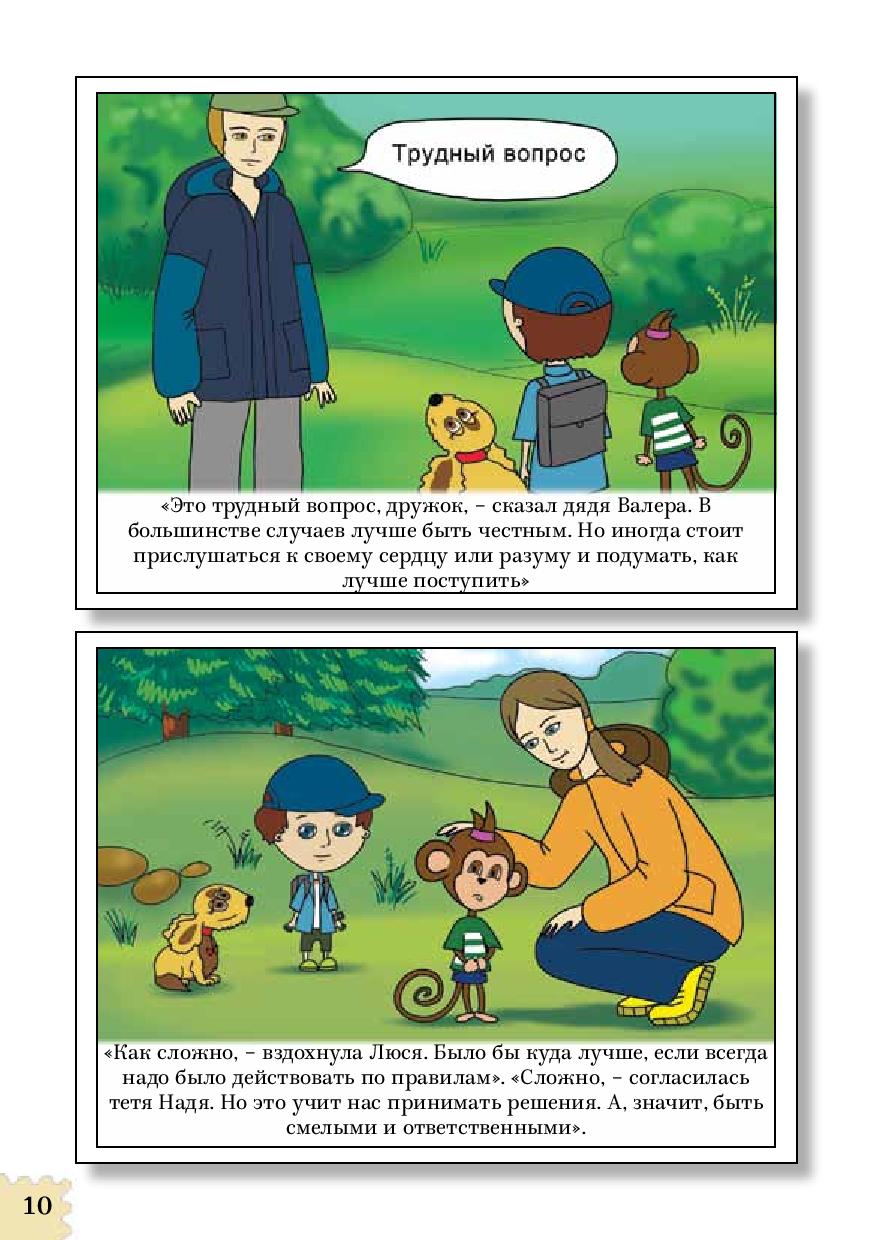 Трудный вопрос
«Это трудный вопрос, дружок, – сказал дядя Валера. В
большинстве случаев лучше быть честным. Но иногда стоит
прислушаться к своему сердцу или разуму и подумать, как
лучше поступить»
«Как сложно, – вздохнула Люся. Было бы куда лучше, если всегда
надо было действовать по правилам». «Сложно, – согласилась
тетя Надя. Но это учит нас принимать решения. А, значит, быть
смелыми и ответственными».
10